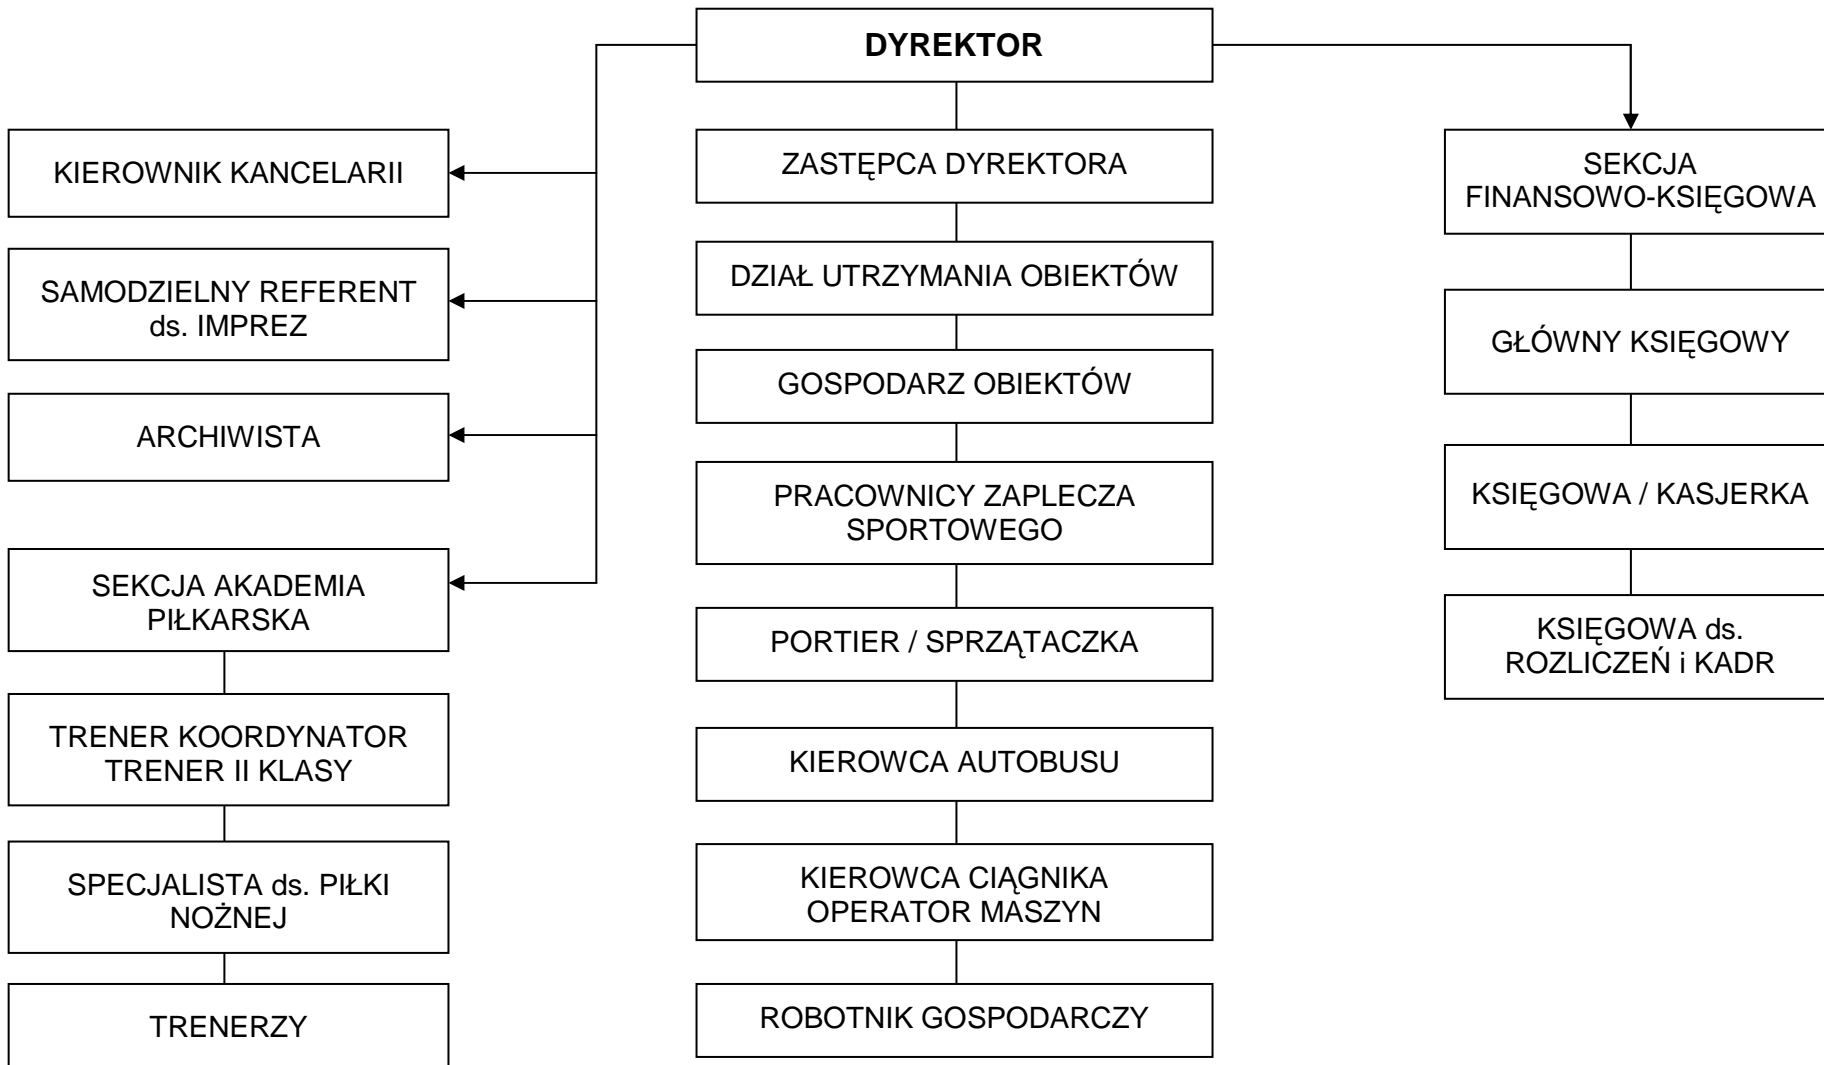 DYREKTOR
KIEROWNIK KANCELARII
SAMODZIELNY REFERENT
ds. IMPREZ
ARCHIWISTA
SEKCJA AKADEMIA
PIŁKARSKA
TRENER KOORDYNATOR
TRENER II KLASY
SPECJALISTA ds. PIŁKI
NOŻNEJ
TRENERZY
ZASTĘPCA DYREKTORA
DZIAŁ UTRZYMANIA OBIEKTÓW
GOSPODARZ OBIEKTÓW
PRACOWNICY ZAPLECZA
SPORTOWEGO
PORTIER / SPRZĄTACZKA
KIEROWCA AUTOBUSU
KIEROWCA CIĄGNIKA
OPERATOR MASZYN
ROBOTNIK GOSPODARCZY
SEKCJA
FINANSOWO-KSIĘGOWA
GŁÓWNY KSIĘGOWY
KSIĘGOWA / KASJERKA
KSIĘGOWA ds.
ROZLICZEŃ i KADR